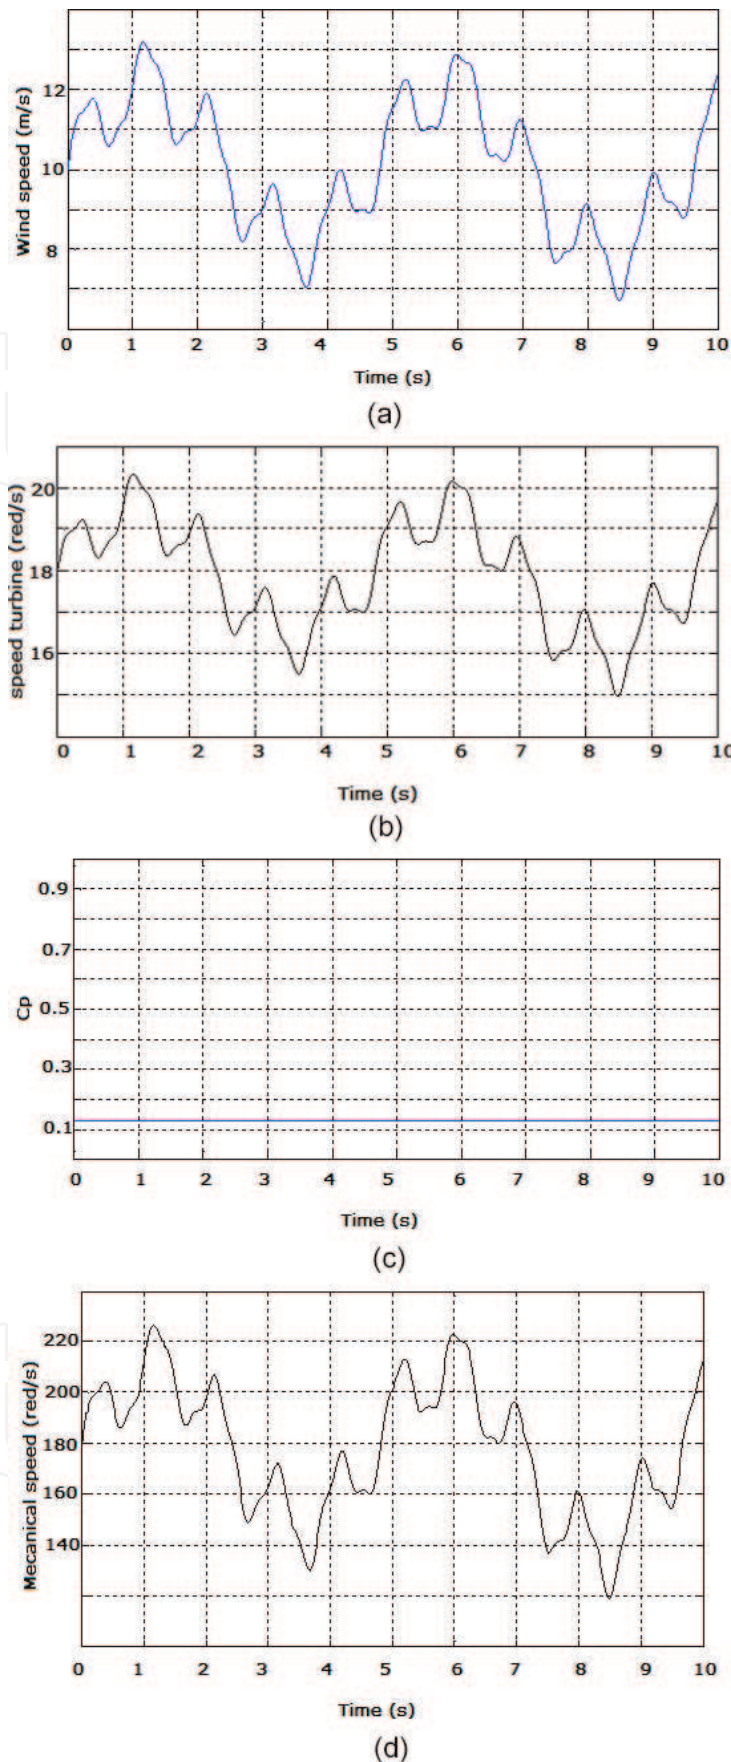 12
10
8
Wind speed (m/s)
0 1 2 3 4 5 6 7 8 9 10
Time (s)
(a)
20
18
16
speed turbine (red/s)
0 1 2 3 4 5 6 7 8 9 10
Time (s)
(b)
0.9
0.7
0.5
0.3
0.1
Cp
0 1 2 3 4 5 6 7 8 9 10
Time (s)
(c)
220
200
180
160
140
Mecanical speed (red/s)
0 1 2 3 4 5 6 7 8 9 10
Time (s)
(d)